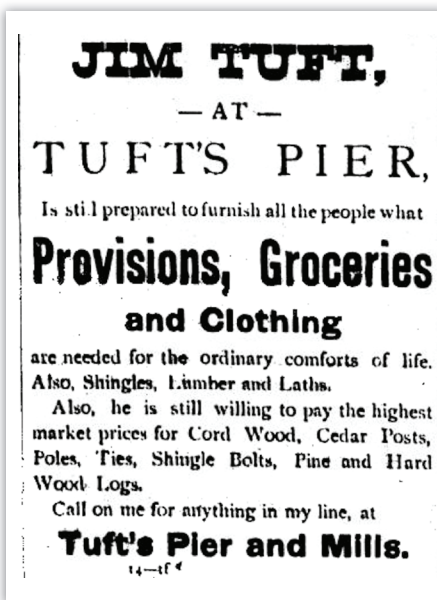 JIM TUFT,
— AT —
TUFT'S PIER,
Is still prepared to furnish all the people what
Provisions, Groceries
and Clothing
are needed for the ordinary comforts of life.
Also, Shingles, Lumber and Laths.
Also, he is still willing to pay the highest
market prices for Cord Wood, Cedar Posts,
Poles, Ties, Shingle Bolts, Pine and Hard
Wood Logs.
Call on me for anything in my line, at
Tuft's Pier and Mills.
14—tf